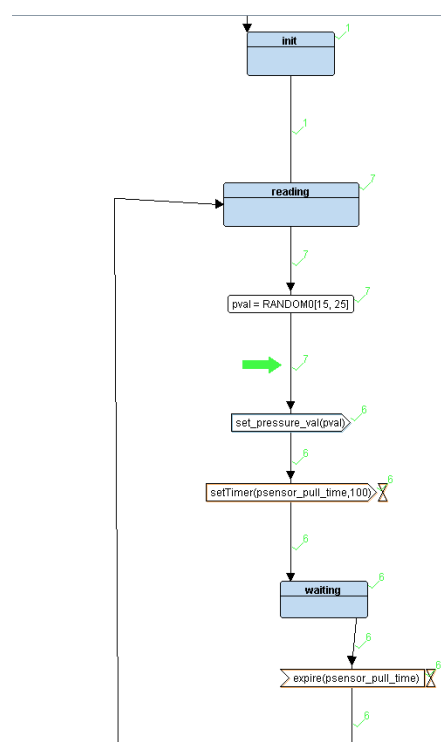 init
1
1
reading
7
7
pval = RANDOM0[15, 25]
7
7
set_pressure_val(pval)
6
6
setTimer(psensor_pull_time,100)
6
6
waiting
6
6
expire(psensor_pull_time)
6
6